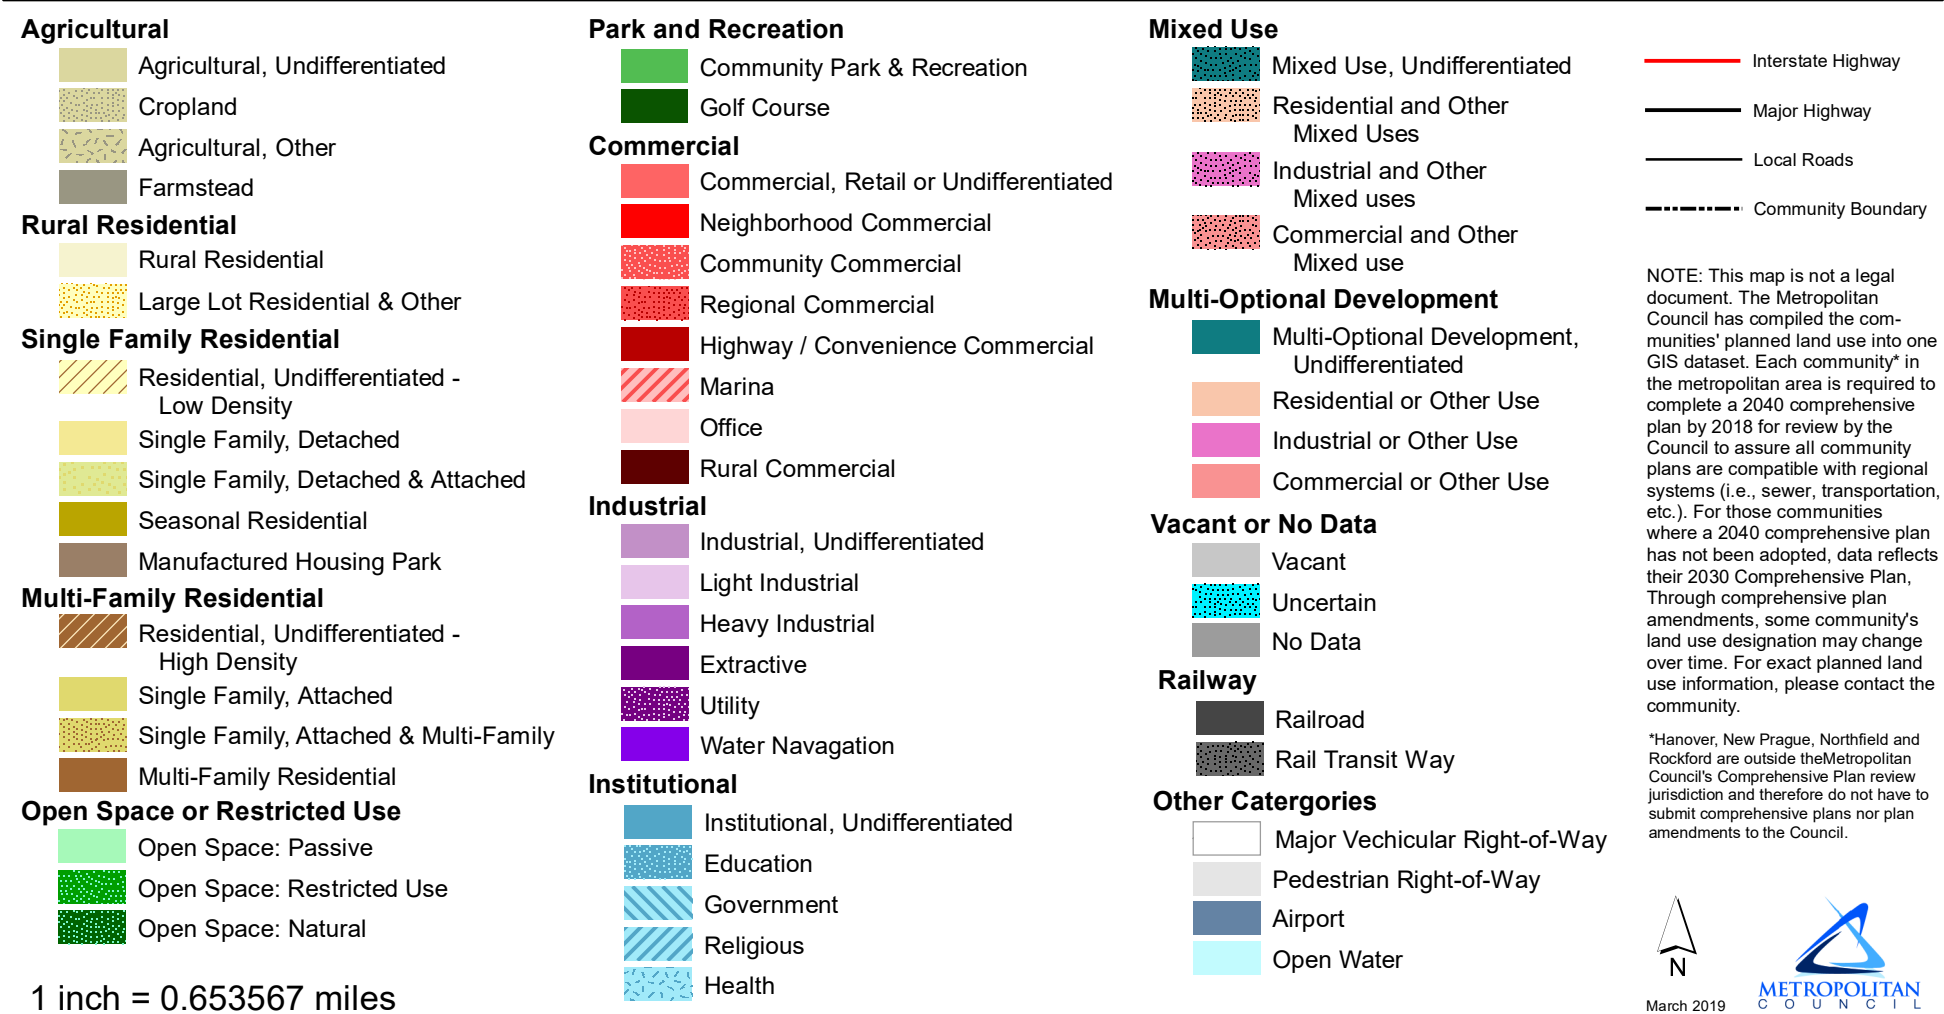 Agricultural
Agricultural, Undifferentiated
Cropland
Agricultural, Other
Farmstead
Rural Residential
Rural Residential
Large Lot Residential & Other
Single Family Residential
Residential, Undifferentiated -
Low Density
Single Family, Detached
Single Family, Detached & Attached
Seasonal Residential
Manufactured Housing Park
Multi-Family Residential
Residential, Undifferentiated -
High Density
Single Family, Attached
Single Family, Attached & Multi-Family
Multi-Family Residential
Open Space or Restricted Use
Open Space: Passive
Open Space: Restricted Use
Open Space: Natural
1 inch = 0.653567 miles
Park and Recreation
Community Park & Recreation
Golf Course
Commercial
Commercial, Retail or Undifferentiated
Neighborhood Commercial
Community Commercial
Regional Commercial
Highway / Convenience Commercial
Marina
Office
Rural Commercial
Industrial
Industrial, Undifferentiated
Light Industrial
Heavy Industrial
Extractive
Utility
Water Navagation
Institutional
Institutional, Undifferentiated
Education
Government
Religious
Health
Mixed Use
Mixed Use, Undifferentiated
Residential and Other
Mixed Uses
Industrial and Other
Mixed uses
Commercial and Other
Mixed use
Multi-Optional Development
Multi-Optional Development,
Undifferentiated
Residential or Other Use
Industrial or Other Use
Commercial or Other Use
Vacant or No Data
Vacant
Uncertain
No Data
Railway
Railroad
Rail Transit Way
Other Catergories
Major Vechicular Right-of-Way
Pedestrian Right-of-Way
Airport
Open Water
Interstate Highway
Major Highway
Local Roads
Community Boundary
NOTE: This map is not a legal
document. The Metropolitan
Council has compiled the com-
munities' planned land use into one
GIS dataset. Each community* in
the metropolitan area is required to
complete a 2040 comprehensive
plan by 2018 for review by the
Council to assure all community
plans are compatible with regional
systems (i.e., sewer, transportation,
etc.). For those communities
where a 2040 comprehensive plan
has not been adopted, data reflects
their 2030 Comprehensive Plan,
Through comprehensive plan
amendments, some community's
land use designation may change
over time. For exact planned land
use information, please contact the
community.
*Hanover, New Prague, Northfield and
Rockford are outside theMetropolitan
Council's Comprehensive Plan review
jurisdiction and therefore do not have to
submit comprehensive plans nor plan
amendments to the Council.
N
March 2019
METROPOLITAN
COUNCIL